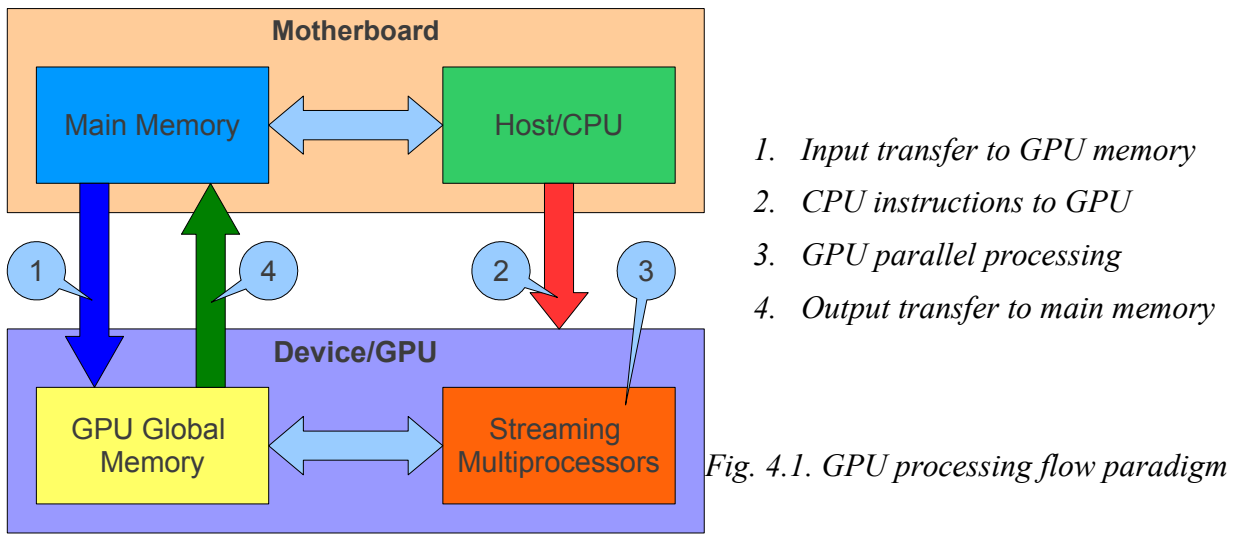 Motherboard
Main Memory
Host/CPU
1
4
2
3
Device/GPU
GPU Global
Memory
Streaming
Multiprocessors
1. Input transfer to GPU memory
2. CPU instructions to GPU
3. GPU parallel processing
4. Output transfer to main memory
Fig. 4.1. GPU processing flow paradigm